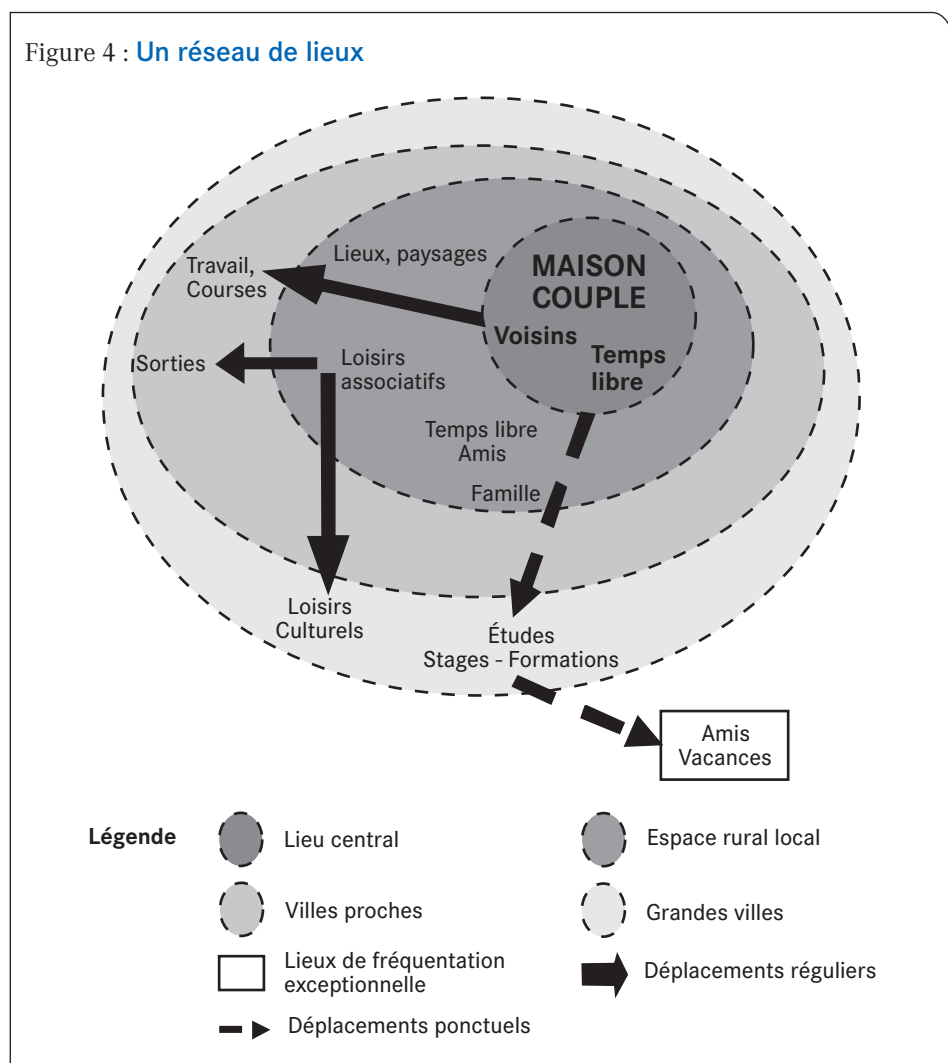 Figure 4 : Un réseau de lieux
MAISON
COUPLE
Voisins
Temps
libre
Lieux, paysages
Travail,
Courses
Sorties
Loisirs
associatifs
Temps libre
Amis
Famille
Loisirs
Culturels
Études
Stages - Formations
Amis
Vacances
Légende
Lieu central
Espace rural local
Villes proches
Grandes villes
Lieux de fréquentation
exceptionnelle
Déplacements réguliers
Déplacements ponctuels